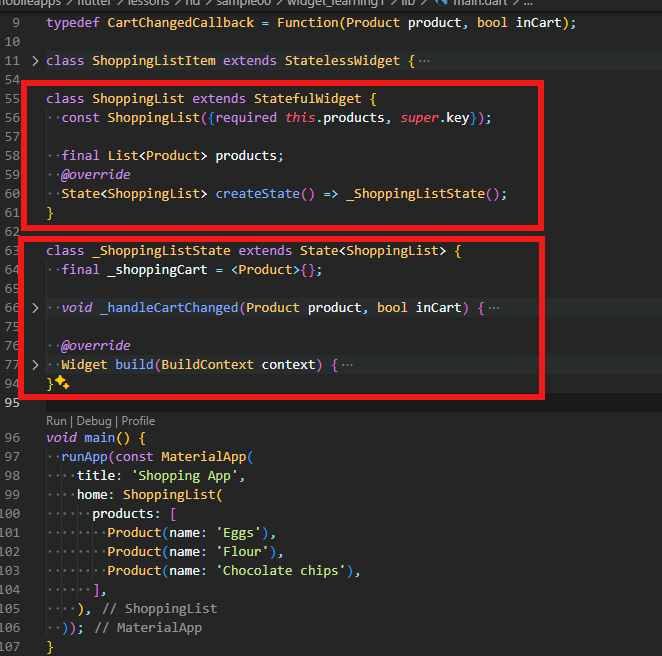 mobileapps > flutter > lessons > nd > sample00 > widget_learning1 > lib > main.dart > ...
9 typedef CartChangedCallback = Function(Product product, bool inCart);
10
11 > class ShoppingListItem extends StatelessWidget {···
54
55 class ShoppingList extends StatefulWidget {
56 const ShoppingList({required this.products, super.key});
57
58 final List<Product> products;
59 @override
60 State<ShoppingList> createState() => _ShoppingListState();
61 }
62
63 class _ShoppingListState extends State<ShoppingList> {
64 final _shoppingCart = <Product>{};
65
66 > void _handleCartChanged(Product product, bool inCart) {···
75
76 @override
77 > Widget build(BuildContext context) {···
94 }
95
Run | Debug | Profile
96 void main() {
97 runApp(const MaterialApp(
98 title: 'Shopping App',
99 home: ShoppingList(
100 products: [
101 Product(name: 'Eggs'),
102 Product(name: 'Flour'),
103 Product(name: 'Chocolate chips'),
104 ],
105 ), // ShoppingList
106 )); // MaterialApp
107 }